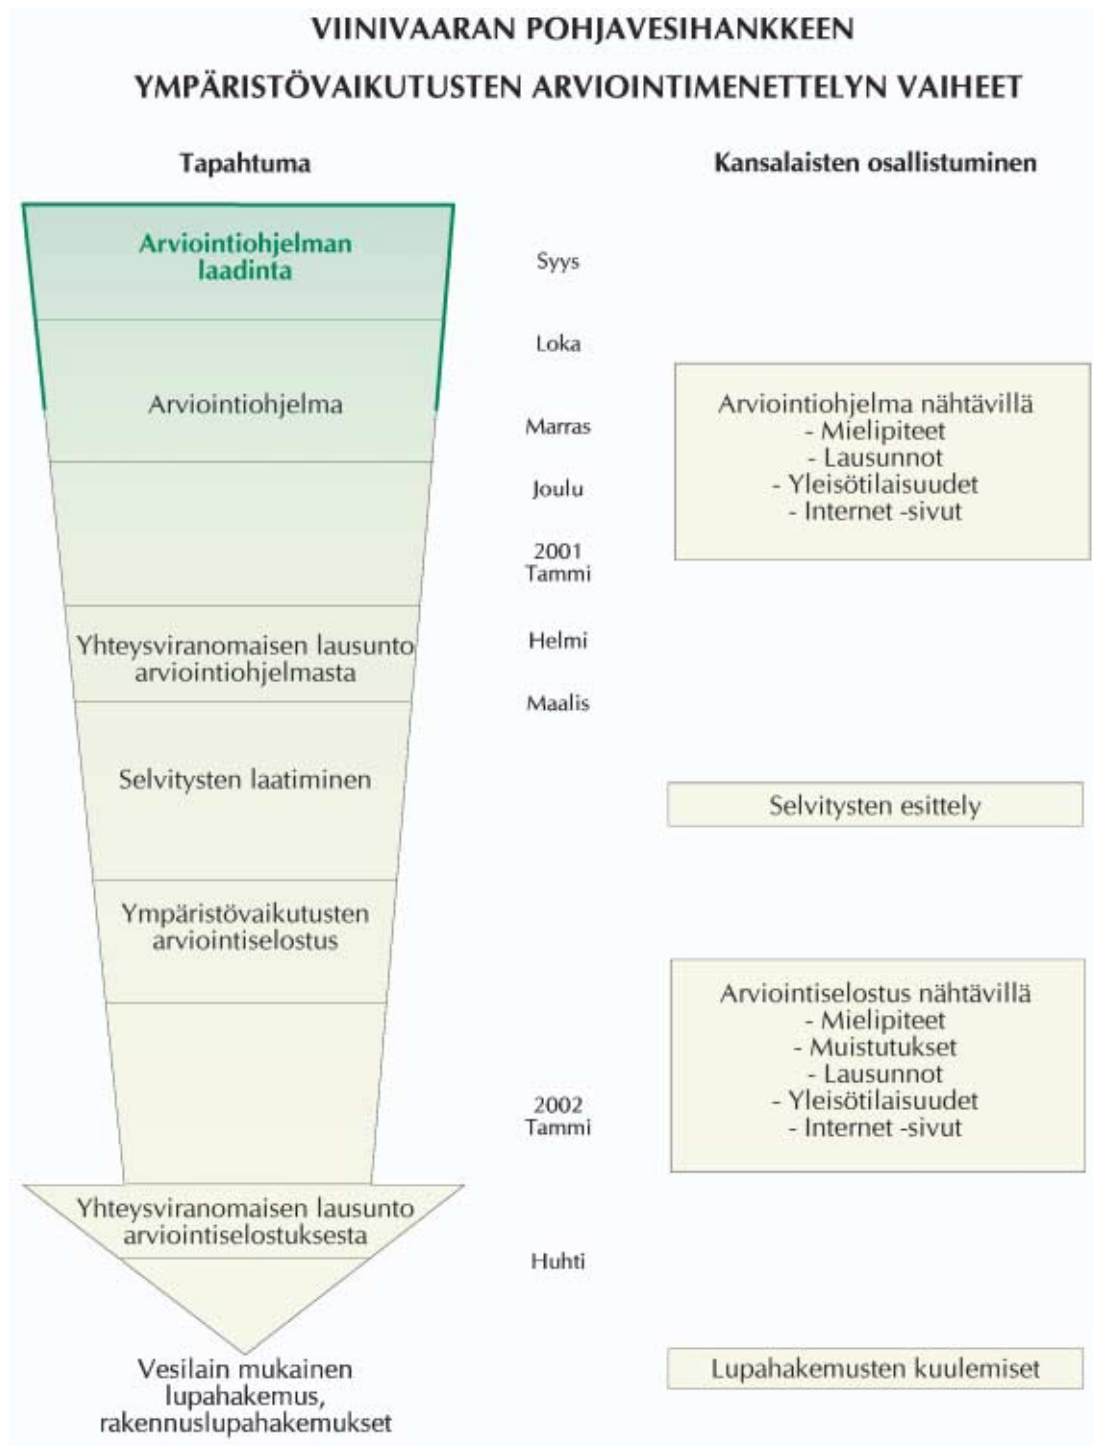 VIINIVAARAN POHJAVESIHANKKEEN
YMPÄRISTÖVAIKUTUSTEN ARVIOINTIMENETTELYN VAIHEET
Tapahtuma
Kansalaisten osallistuminen
Arviointiohjelman
laadinta
Syys
Loka
Arviointiohjelma
Marras
Arviointiohjelma nähtävillä
- Mielipiteet
- Lausunnot
- Yleisötilaisuudet
- Internet -sivut
Joulu
2001
Tammi
Yhteysviranomaisen lausunto
arviointiohjelmasta
Helmi
Maalis
Selvitysten laatiminen
Selvitysten esittely
Ympäristövaikutusten
arviointiselostus
Arviointiselostus nähtävillä
- Mielipiteet
- Muistutukset
- Lausunnot
- Yleisötilaisuudet
- Internet -sivut
2002
Tammi
Yhteysviranomaisen lausunto
arviointiselostuksesta
Huhti
Vesilain mukainen
lupahakemus,
rakennuslupahakemukset
Lupahakemusten kuulemiset